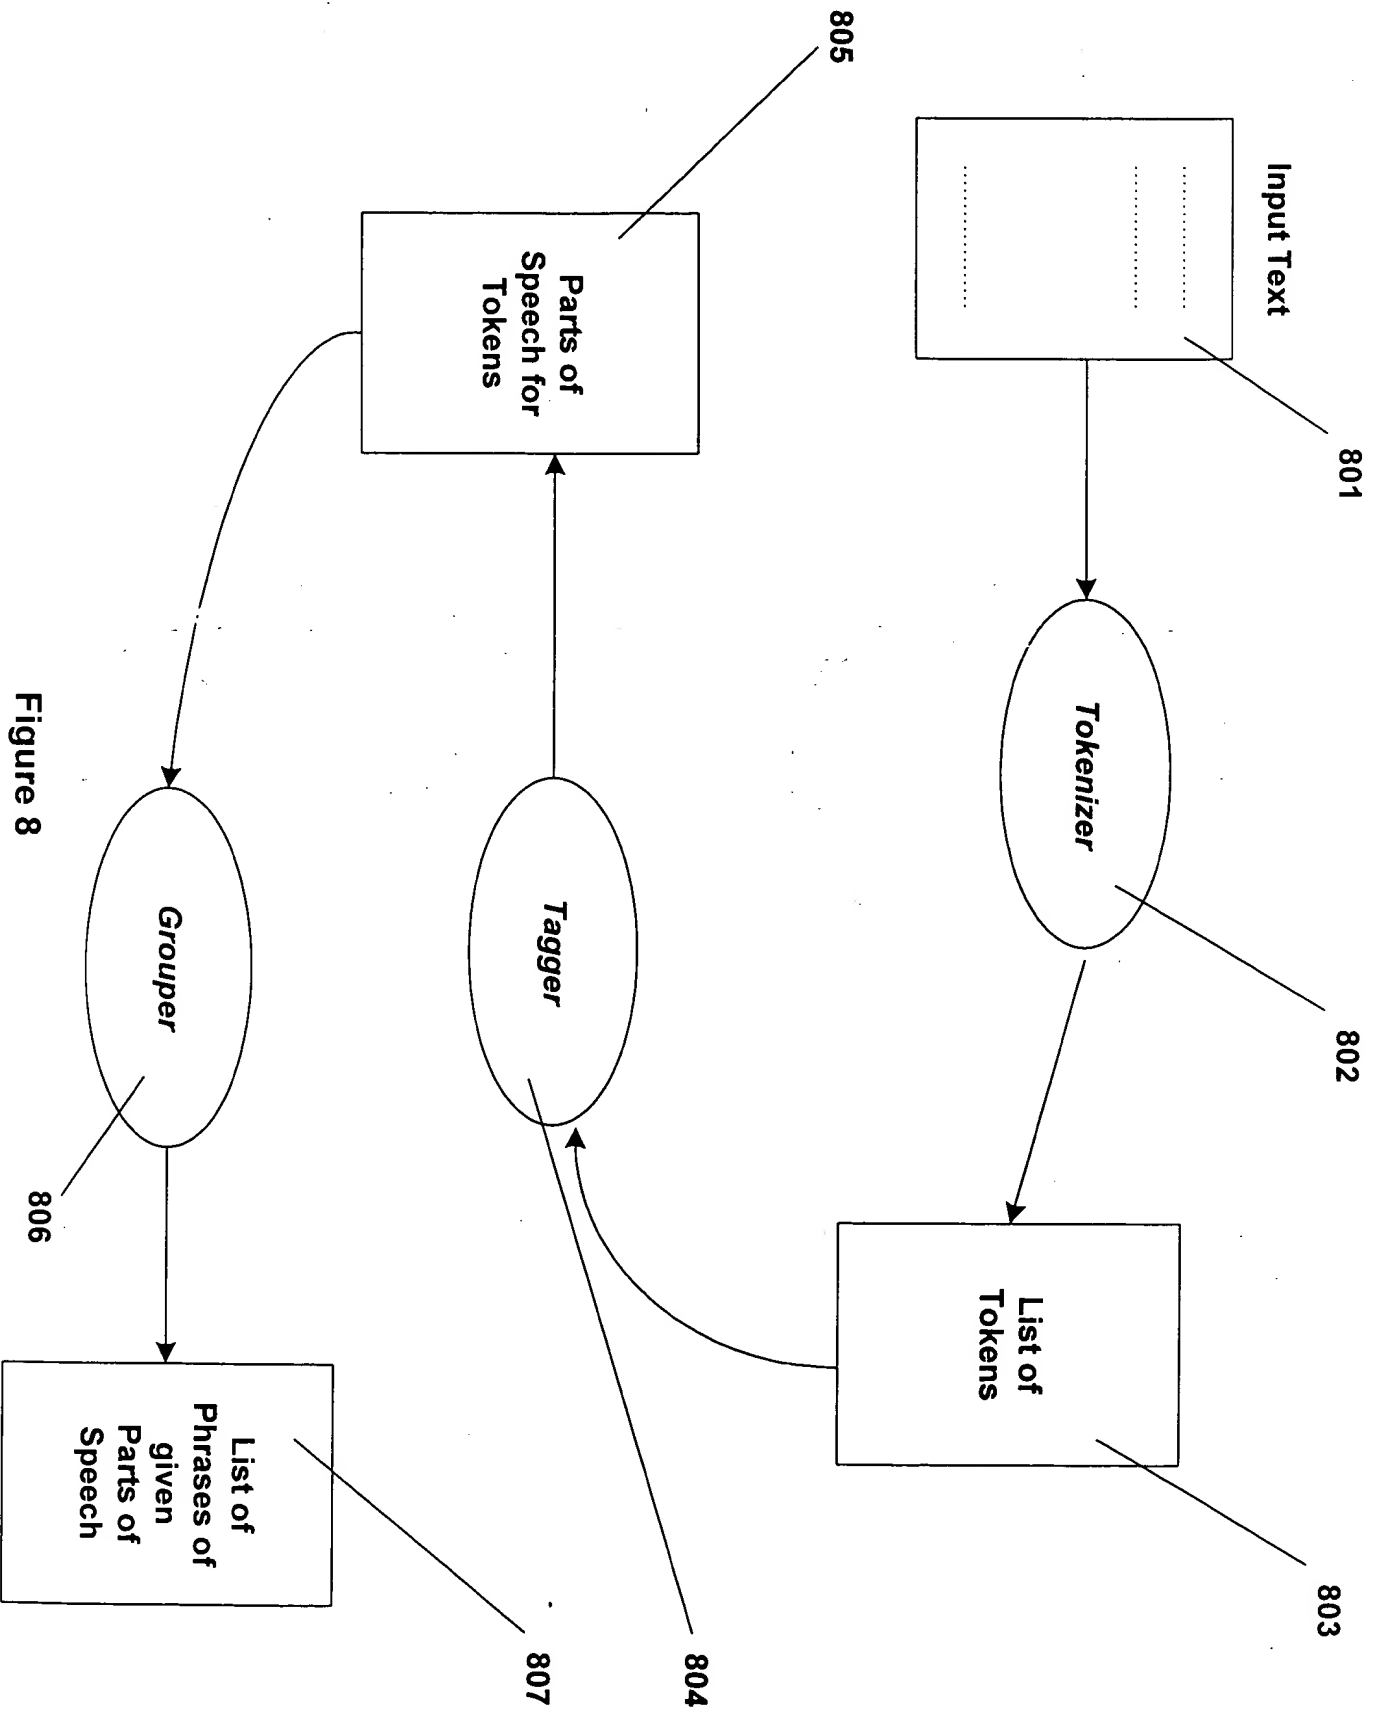 Input Text
801
Tokenizer
802
List of
Tokens
803
805
Parts of
Speech for
Tokens
Tagger
804
Grouper
806
List of
Phrases of
given
Parts of
Speech
807
Figure 8